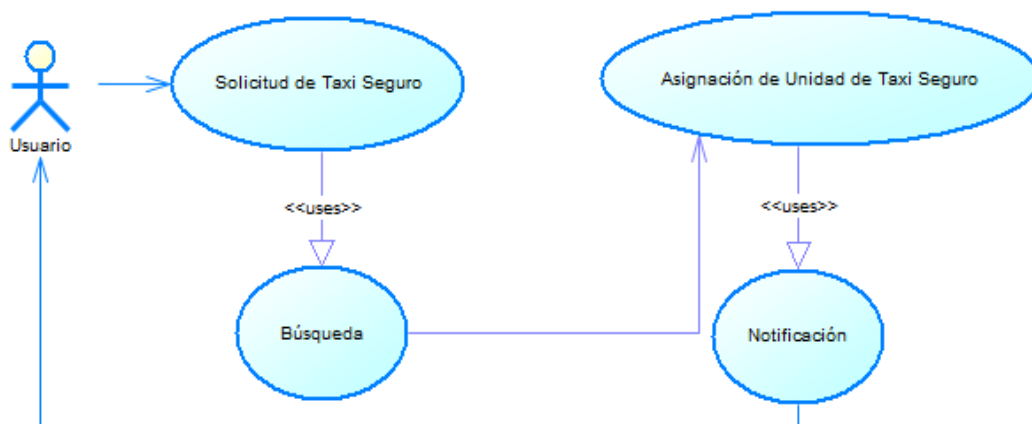 Solicitud de Taxi Seguro
Asignación de Unidad de Taxi Seguro
Usuario
<<uses>>
<<uses>>
Búsqueda
Notificación